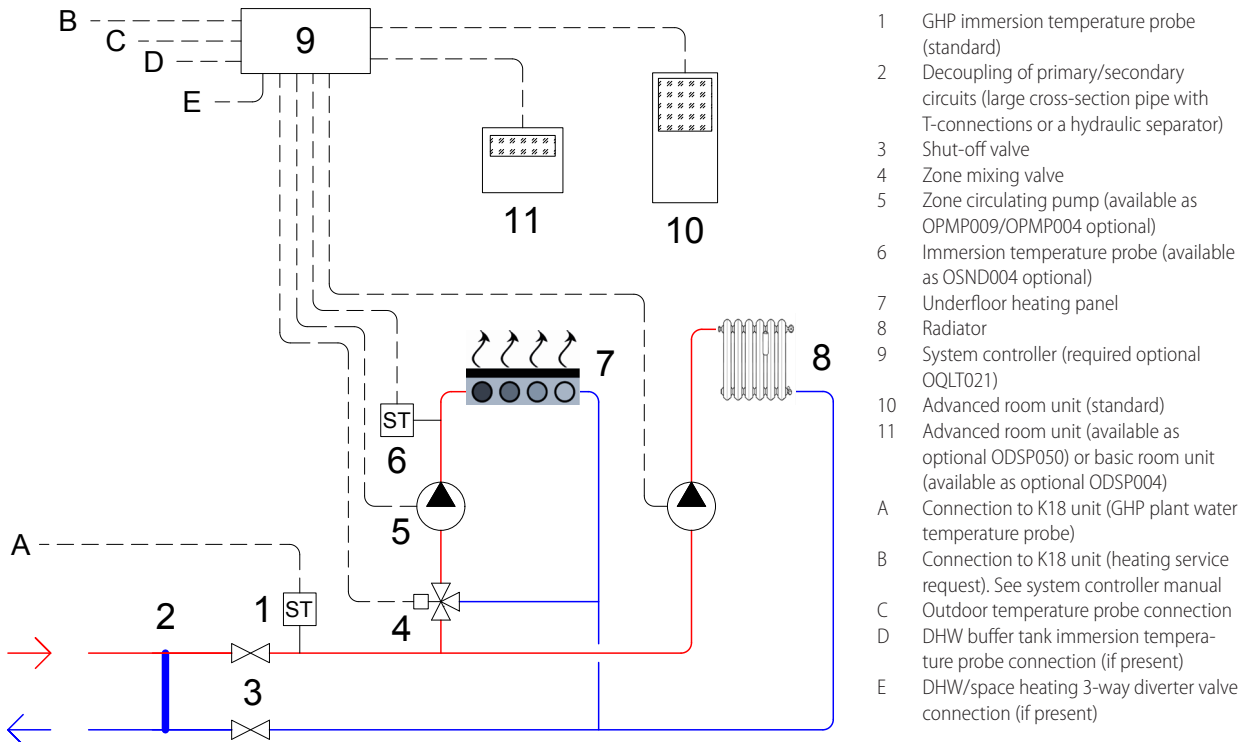 B
C
D
E
9
11
10
7
8
ST
6
5
A
1
ST
2
4
3
1 GHP immersion temperature probe
(standard)
2 Decoupling of primary/secondary
circuits (large cross-section pipe with
T-connections or a hydraulic separator)
3 Shut-off valve
4 Zone mixing valve
5 Zone circulating pump (available as
OPMP009/OPMP004 optional)
6 Immersion temperature probe (available
as OSND004 optional)
7 Underfloor heating panel
8 Radiator
9 System controller (required optional
OQLT021)
10 Advanced room unit (standard)
11 Advanced room unit (available as
optional ODSP050) or basic room unit
(available as optional ODSP004)
A Connection to K18 unit (GHP plant water
temperature probe)
B Connection to K18 unit (heating service
request). See system controller manual
C Outdoor temperature probe connection
D DHW buffer tank immersion tempera-
ture probe connection (if present)
E DHW/space heating 3-way diverter valve
connection (if present)